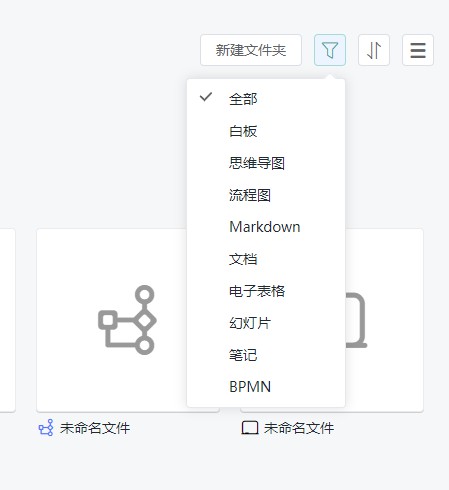 新建文件夹
全部
白板
思维导图
流程图
Markdown
文档
电子表格
幻灯片
笔记
BPMN
未命名文件
未命名文件